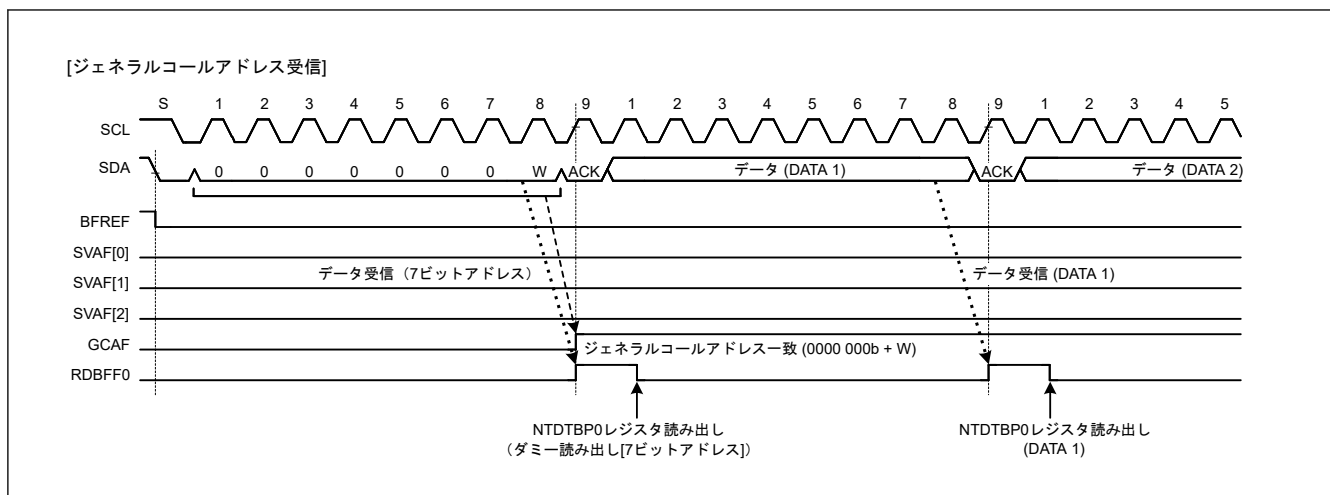 [ジェネラルコールアドレス受信]
S 1 2 3 4 5 6 7 8 9 1 2 3 4 5 6 7 8 9 1 2 3 4 5
SCL
SDA 0 0 0 0 0 0 0 W ACK データ (DATA 1) ACK データ (DATA 2)
BFREF
SVAF[0]
データ受信（7ビットアドレス） データ受信 (DATA 1)
SVAF[1]
SVAF[2]
GCAF ジェネラルコールアドレス一致 (0000 000b + W)
RDBFF0
NTDTBP0レジスタ読み出し NTDTBP0レジスタ読み出し
（ダミー読み出し[7ビットアドレス]） (DATA 1)